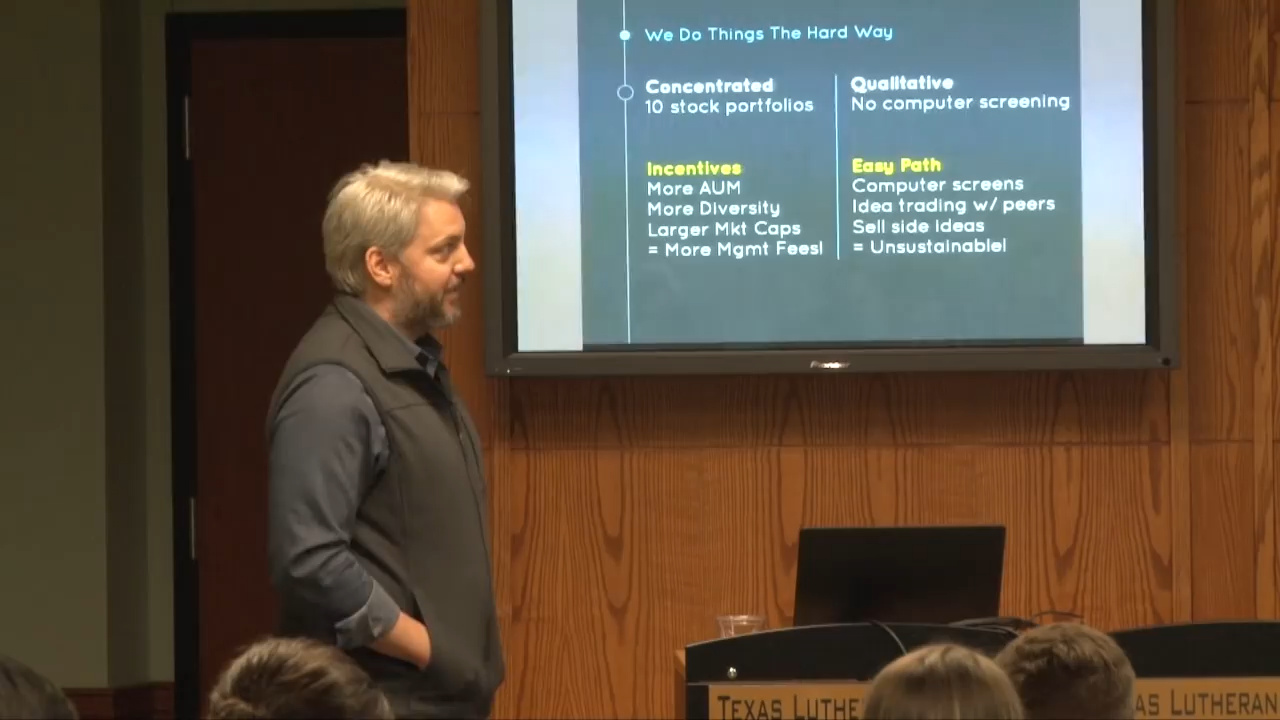 We Do Things The Hard Way
Concentrated
10 stock portfolios
Qualitative
No computer screening
Incentives
More AUM
More Diversity
Larger Mkt Caps
= More Mgmt Fees!
Easy Path
Computer screens
Idea trading w/ peers
Sell side Ideas
= Unsustainable!
TEXAS LUTHE
AS LUTHERAN